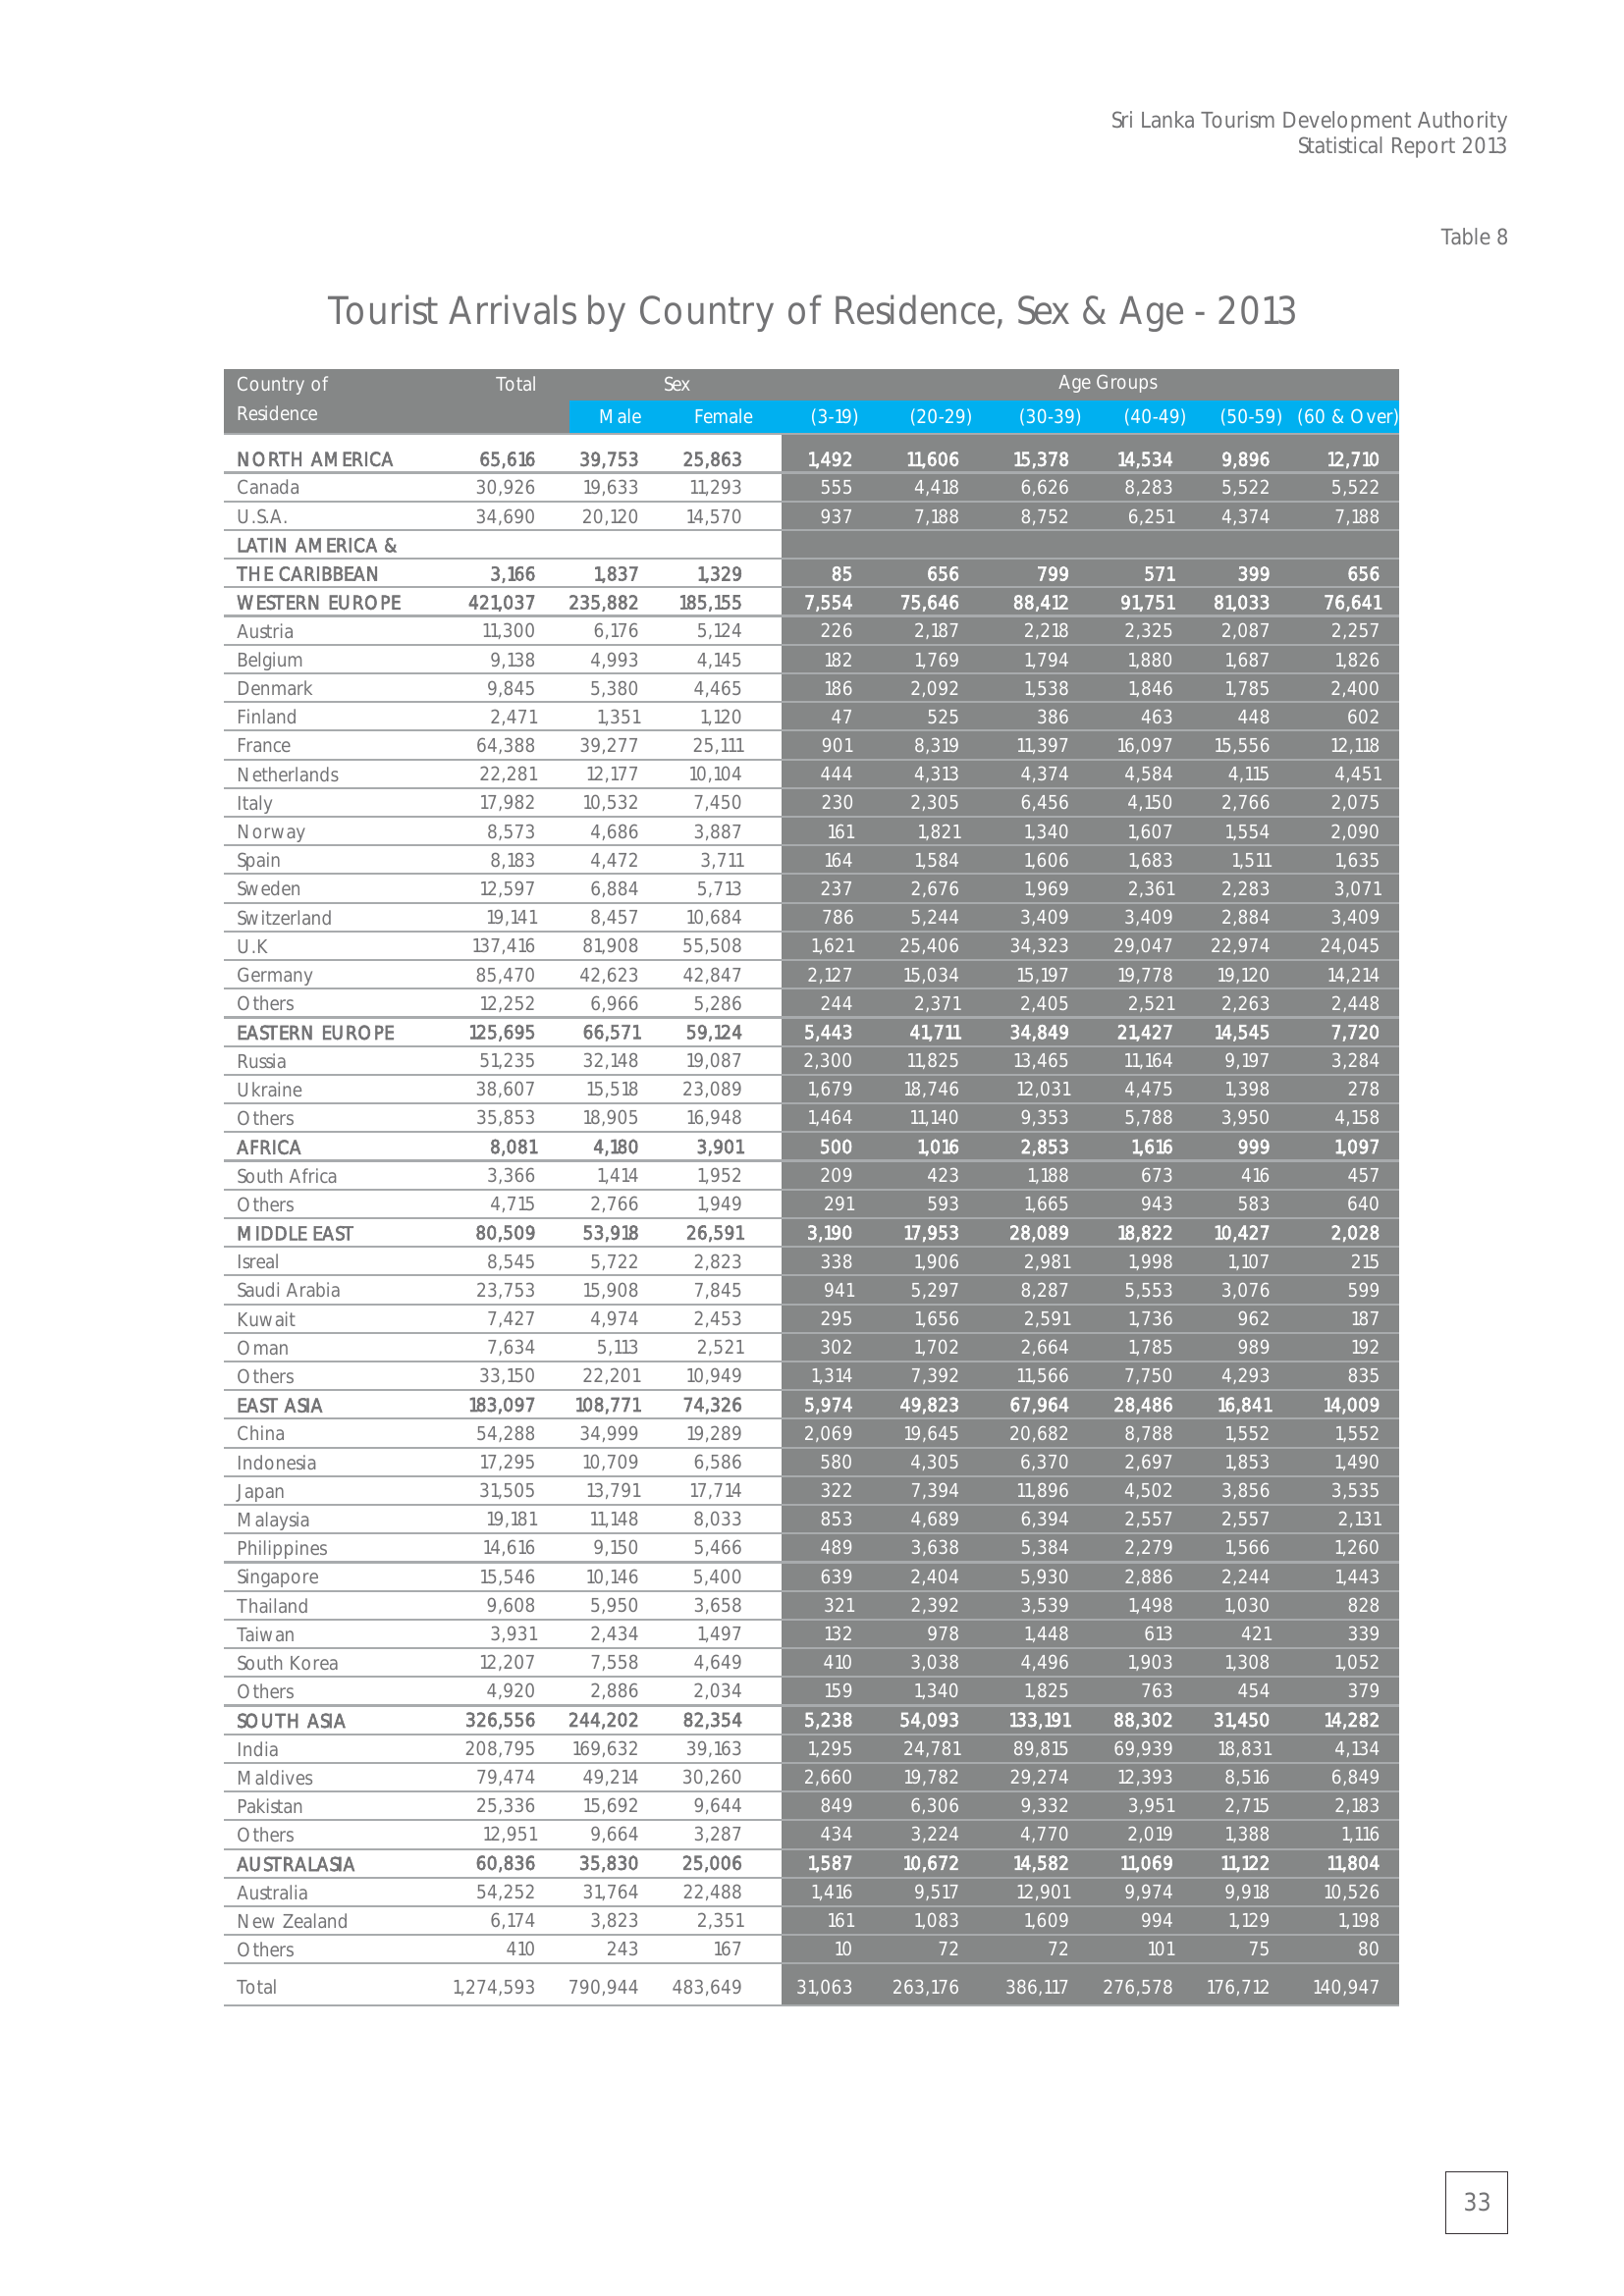 Sri Lanka Tourism Development Authority
Statistical Report 2013
Table 8
Tourist Arrivals by Country of Residence, Sex & Age - 2013
Country of Total Sex Age Groups
Residence Male Female (3-19) (20-29) (30-39) (40-49) (50-59) (60 & Over)
NORTH AMERICA 65,616 39,753 25,863 1,492 11,606 15,378 14,534 9,896 12,710
Canada 30,926 19,633 11,293 555 4,418 6,626 8,283 5,522 5,522
U.S.A. 34,690 20,120 14,570 937 7,188 8,752 6,251 4,374 7,188
LATIN AMERICA &
THE CARIBBEAN 3,166 1,837 1,329 85 656 799 571 399 656
WESTERN EUROPE 421,037 235,882 185,155 7,554 75,646 88,412 91,751 81,033 76,641
Austria 11,300 6,176 5,124 226 2,187 2,218 2,325 2,087 2,257
Belgium 9,138 4,993 4,145 182 1,769 1,794 1,880 1,687 1,826
Denmark 9,845 5,380 4,465 186 2,092 1,538 1,846 1,785 2,400
Finland 2,471 1,351 1,120 47 525 386 463 448 602
France 64,388 39,277 25,111 901 8,319 11,397 16,097 15,556 12,118
Netherlands 22,281 12,177 10,104 444 4,313 4,374 4,584 4,115 4,451
Italy 17,982 10,532 7,450 230 2,305 6,456 4,150 2,766 2,075
Norway 8,573 4,686 3,887 161 1,821 1,340 1,607 1,554 2,090
Spain 8,183 4,472 3,711 164 1,584 1,606 1,683 1,511 1,635
Sweden 12,597 6,884 5,713 237 2,676 1,969 2,361 2,283 3,071
Switzerland 19,141 8,457 10,684 786 5,244 3,409 3,409 2,884 3,409
U.K 137,416 81,908 55,508 1,621 25,406 34,323 29,047 22,974 24,045
Germany 85,470 42,623 42,847 2,127 15,034 15,197 19,778 19,120 14,214
Others 12,252 6,966 5,286 244 2,371 2,405 2,521 2,263 2,448
EASTERN EUROPE 125,695 66,571 59,124 5,443 41,711 34,849 21,427 14,545 7,720
Russia 51,235 32,148 19,087 2,300 11,825 13,465 11,164 9,197 3,284
Ukraine 38,607 15,518 23,089 1,679 18,746 12,031 4,475 1,398 278
Others 35,853 18,905 16,948 1,464 11,140 9,353 5,788 3,950 4,158
AFRICA 8,081 4,180 3,901 500 1,016 2,853 1,616 999 1,097
South Africa 3,366 1,414 1,952 209 423 1,188 673 416 457
Others 4,715 2,766 1,949 291 593 1,665 943 583 640
MIDDLE EAST 80,509 53,918 26,591 3,190 17,953 28,089 18,822 10,427 2,028
Isreal 8,545 5,722 2,823 338 1,906 2,981 1,998 1,107 215
Saudi Arabia 23,753 15,908 7,845 941 5,297 8,287 5,553 3,076 599
Kuwait 7,427 4,974 2,453 295 1,656 2,591 1,736 962 187
Oman 7,634 5,113 2,521 302 1,702 2,664 1,785 989 192
Others 33,150 22,201 10,949 1,314 7,392 11,566 7,750 4,293 835
EAST ASIA 183,097 108,771 74,326 5,974 49,823 67,964 28,486 16,841 14,009
China 54,288 34,999 19,289 2,069 19,645 20,682 8,788 1,552 1,552
Indonesia 17,295 10,709 6,586 580 4,305 6,370 2,697 1,853 1,490
Japan 31,505 13,791 17,714 322 7,394 11,896 4,502 3,856 3,535
Malaysia 19,181 11,148 8,033 853 4,689 6,394 2,557 2,557 2,131
Philippines 14,616 9,150 5,466 489 3,638 5,384 2,279 1,566 1,260
Singapore 15,546 10,146 5,400 639 2,404 5,930 2,886 2,244 1,443
Thailand 9,608 5,950 3,658 321 2,392 3,539 1,498 1,030 828
Taiwan 3,931 2,434 1,497 132 978 1,448 613 421 339
South Korea 12,207 7,558 4,649 410 3,038 4,496 1,903 1,308 1,052
Others 4,920 2,886 2,034 159 1,340 1,825 763 454 379
SOUTH ASIA 326,556 244,202 82,354 5,238 54,093 133,191 88,302 31,450 14,282
India 208,795 169,632 39,163 1,295 24,781 89,815 69,939 18,831 4,134
Maldives 79,474 49,214 30,260 2,660 19,782 29,274 12,393 8,516 6,849
Pakistan 25,336 15,692 9,644 849 6,306 9,332 3,951 2,715 2,183
Others 12,951 9,664 3,287 434 3,224 4,770 2,019 1,388 1,116
AUSTRALASIA 60,836 35,830 25,006 1,587 10,672 14,582 11,069 11,122 11,804
Australia 54,252 31,764 22,488 1,416 9,517 12,901 9,974 9,918 10,526
New Zealand 6,174 3,823 2,351 161 1,083 1,609 994 1,129 1,198
Others 410 243 167 10 72 72 101 75 80
Total 1,274,593 790,944 483,649 31,063 263,176 386,117 276,578 176,712 140,947
33